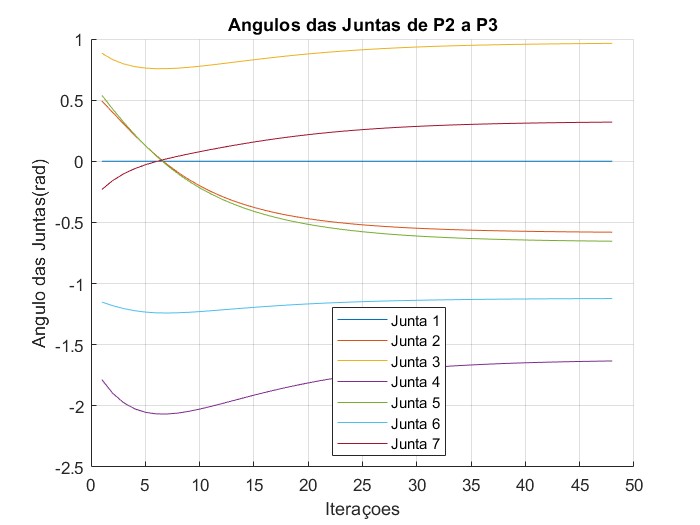 Angulos das Juntas de P2 a P3
1
0.5
0
-0.5
-1
-1.5
-2
-2.5
Angulo das Juntas(rad)
Junta 1
Junta 2
Junta 3
Junta 4
Junta 5
Junta 6
Junta 7
0 5 10 15 20 25 30 35 40 45 50
Iteraçoes